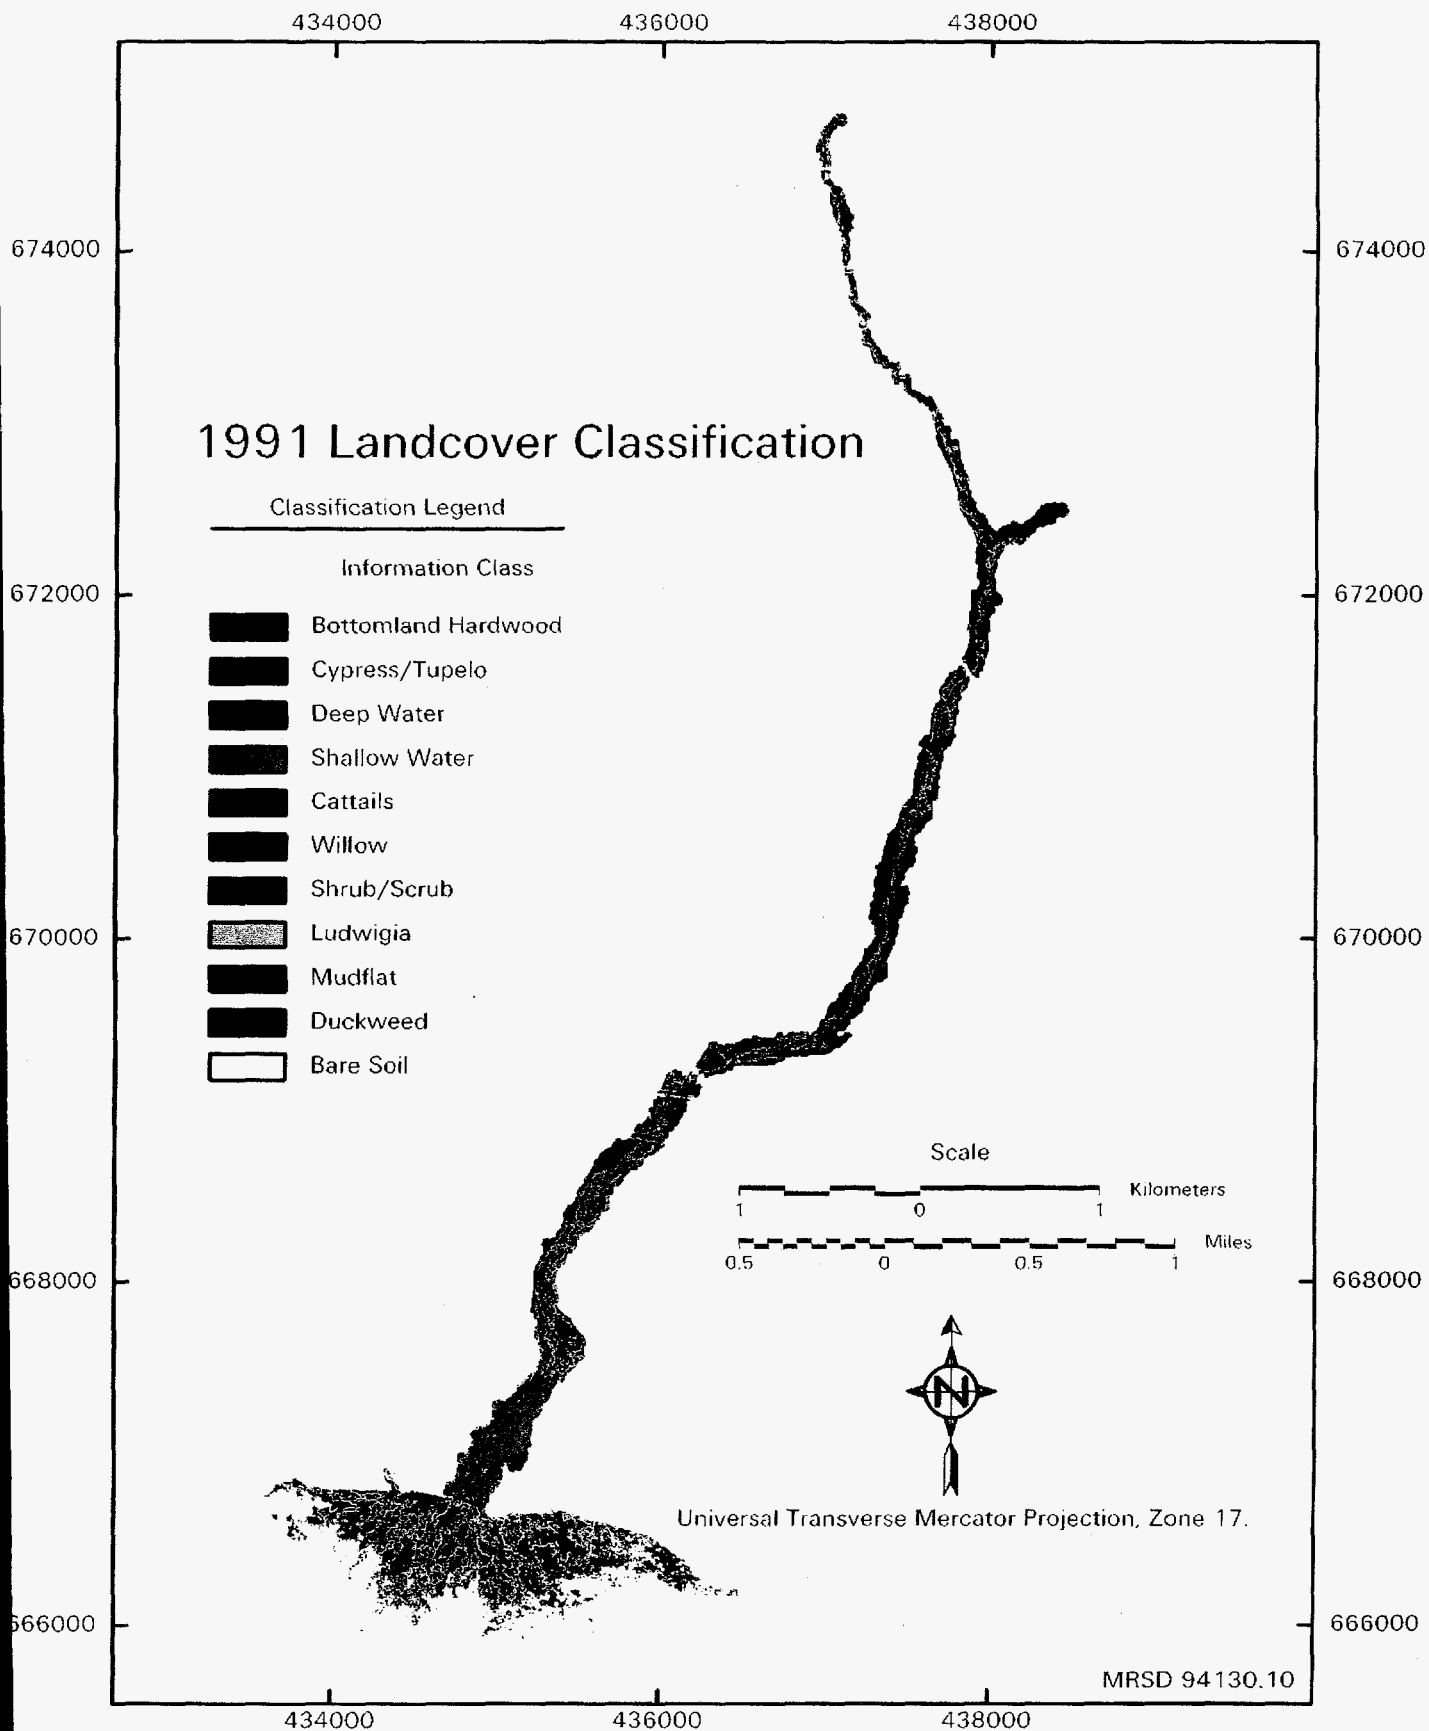 434000 436000 438000
674000 674000
1991 Landcover Classification
Classification Legend
Information Class
672000 672000
Bottomland Hardwood
Cypress/Tupelo
Deep Water
Shallow Water
Cattails
Willow
Shrub/Scrub
Ludwigia
670000 670000
Mudflat
Duckweed
Bare Soil
Scale
Kilometers
1 0 1
Miles
0.5 0 0.5 1
668000 668000
N
Universal Transverse Mercator Projection, Zone 17.
666000 666000
MRSD 94130.10
434000 436000 438000